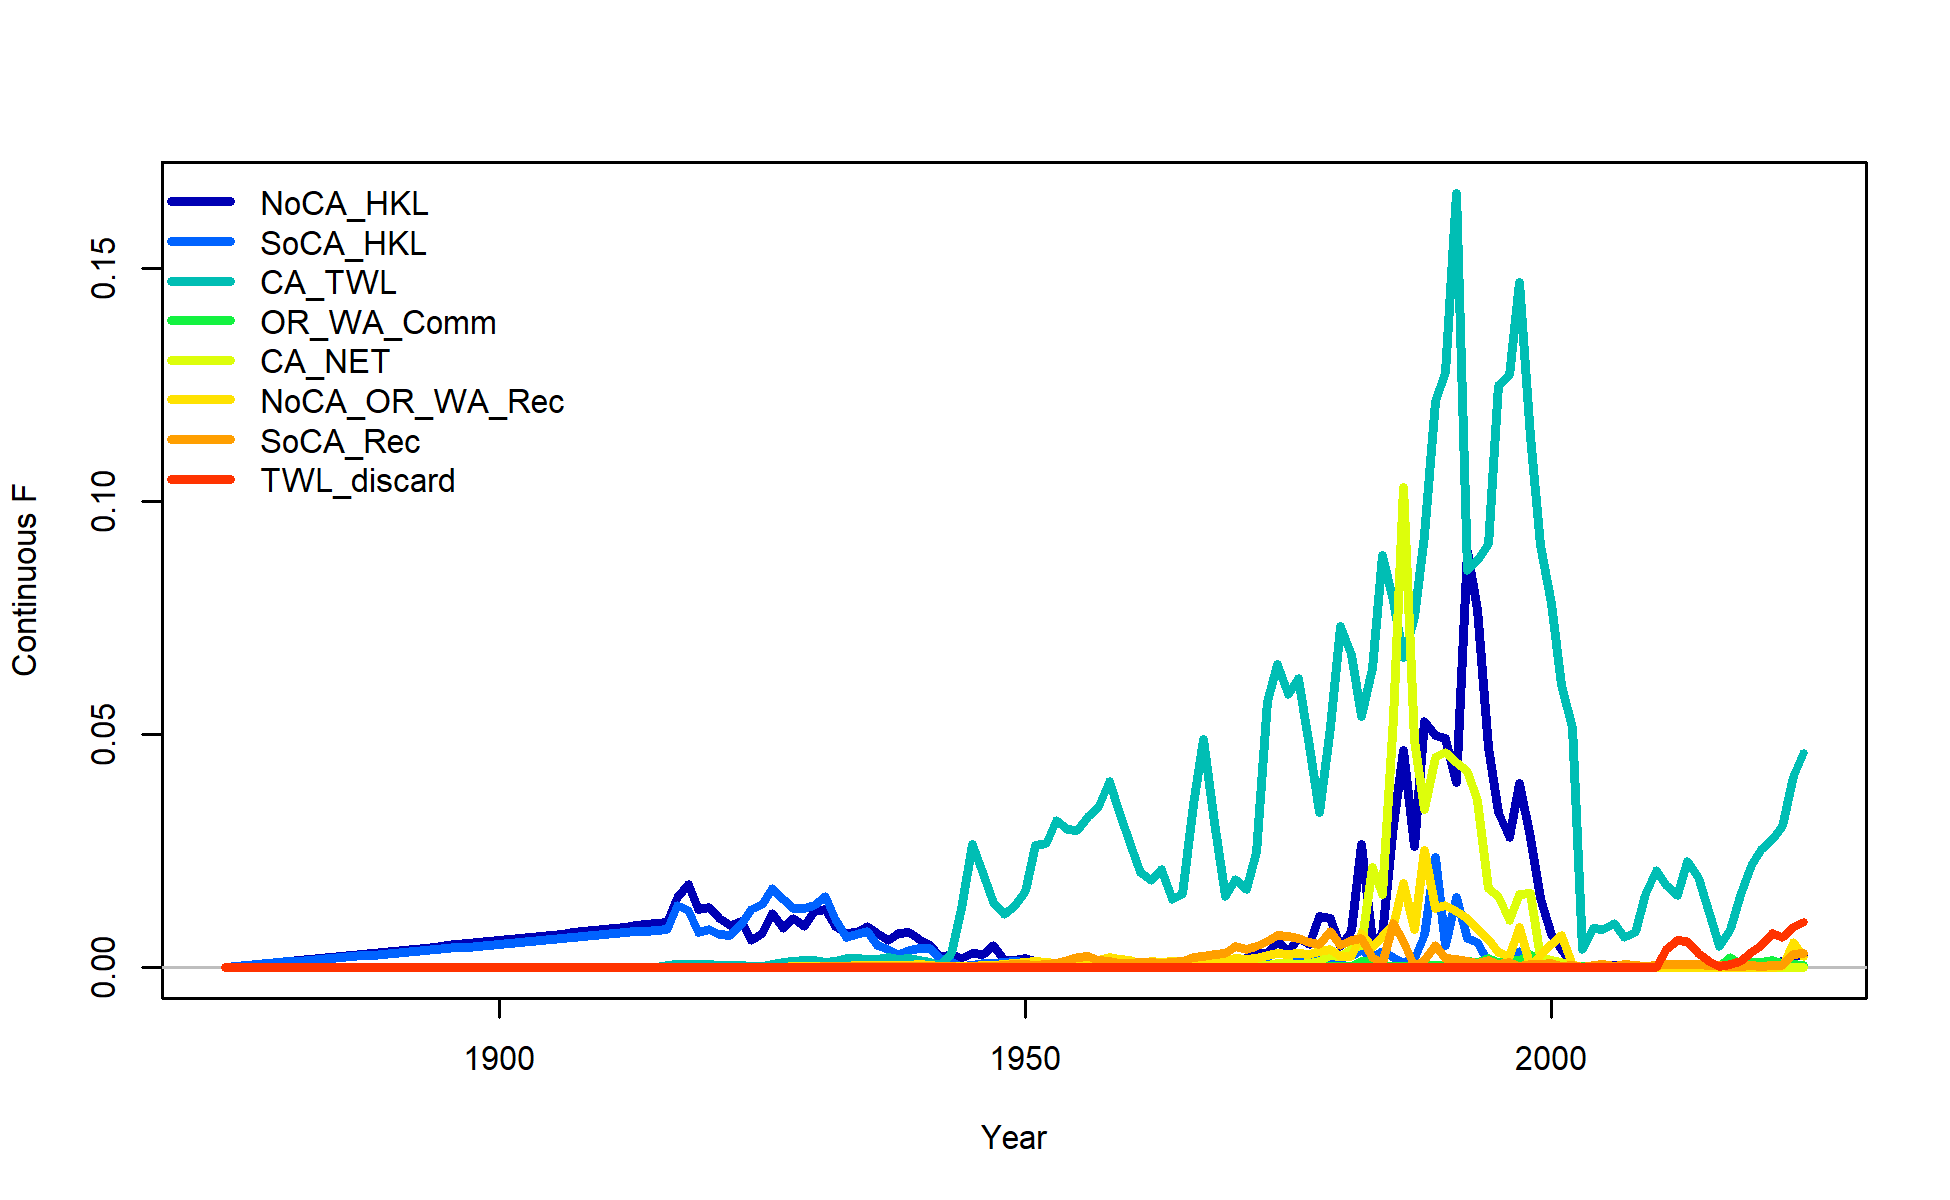 NoCA_HKL
SoCA_HKL
CA_TWL
OR_WA_Comm
CA_NET
NoCA_OR_WA_Rec
SoCA_Rec
TWL_discard
0.15
0.10
0.05
0.00
Continuous F
1900 1950 2000
Year